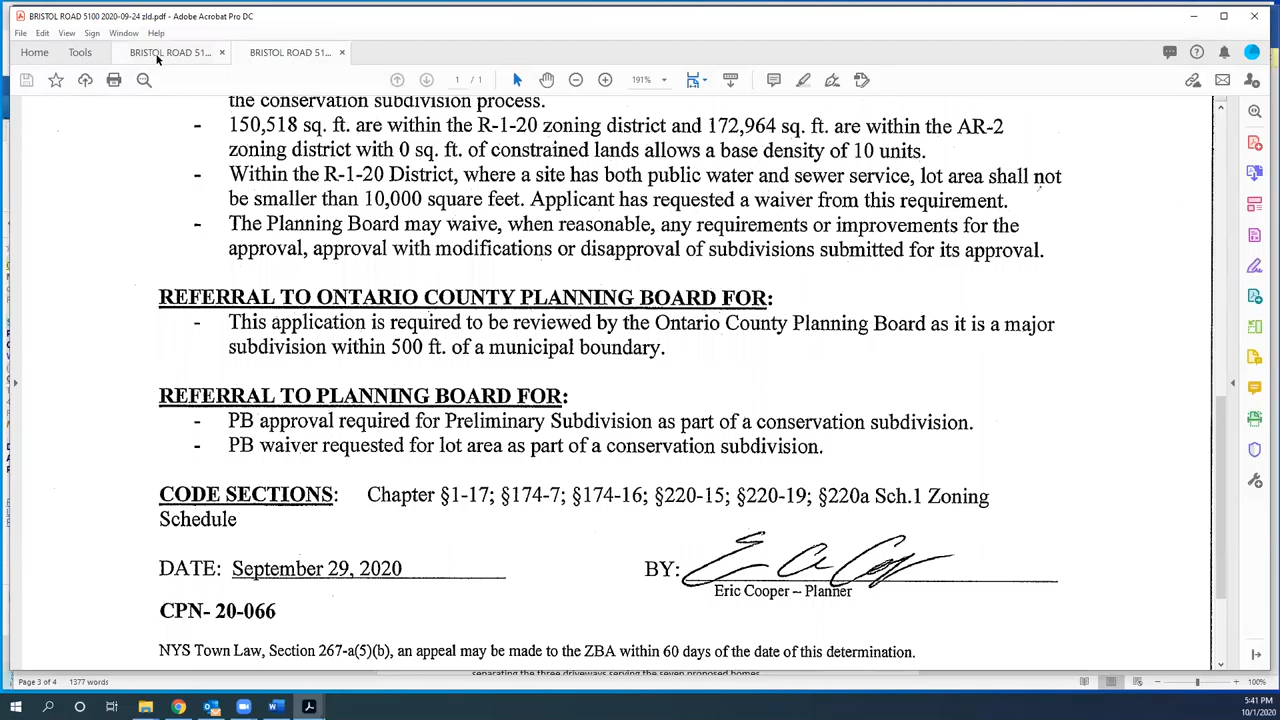 BRISTOL ROAD 5100 2020-09-24 zld.pdf - Adobe Acrobat Pro DC
File Edit View Sign Window Help
Home Tools BRISTOL ROAD 51... × BRISTOL ROAD 51... ×
1 / 1 191%
the conservation subdivision process.
- 150,518 sq. ft. are within the R-1-20 zoning district and 172,964 sq. ft. are within the AR-2
zoning district with 0 sq. ft. of constrained lands allows a base density of 10 units.
- Within the R-1-20 District, where a site has both public water and sewer service, lot area shall not
be smaller than 10,000 square feet. Applicant has requested a waiver from this requirement.
- The Planning Board may waive, when reasonable, any requirements or improvements for the
approval, approval with modifications or disapproval of subdivisions submitted for its approval.
REFERRAL TO ONTARIO COUNTY PLANNING BOARD FOR:
- This application is required to be reviewed by the Ontario County Planning Board as it is a major
subdivision within 500 ft. of a municipal boundary.
REFERRAL TO PLANNING BOARD FOR:
- PB approval required for Preliminary Subdivision as part of a conservation subdivision.
- PB waiver requested for lot area as part of a conservation subdivision.
CODE SECTIONS: Chapter §1-17; §174-7; §174-16; §220-15; §220-19; §220a Sch.1 Zoning
Schedule
DATE: September 29, 2020 BY:
Eric Cooper – Planner
CPN- 20-066
NYS Town Law, Section 267-a(5)(b), an appeal may be made to the ZBA within 60 days of the date of this determination.
separating the three driveways serving the seven proposed homes
Page 3 of 4 1377 words 100%
5:41 PM
10/1/2020